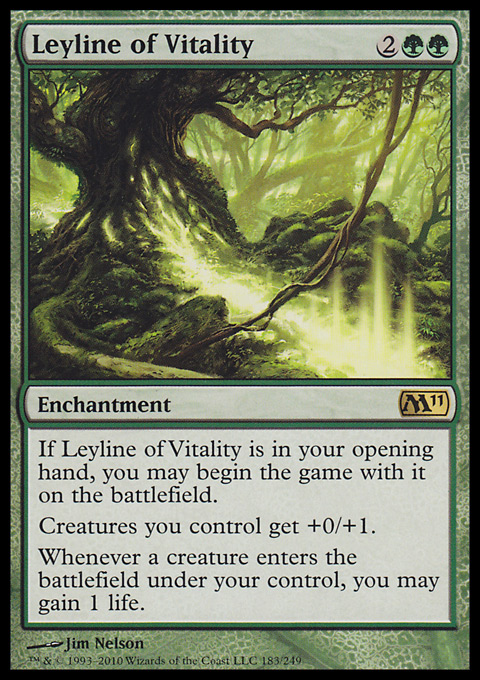 Leyline of Vitality 2
Enchantment M11
If Leyline of Vitality is in your opening
hand, you may begin the game with it
on the battlefield.
Creatures you control get +0/+1.
Whenever a creature enters the
battlefield under your control, you may
gain 1 life.
Jim Nelson
™ & © 1993–2010 Wizards of the Coast LLC 183/249